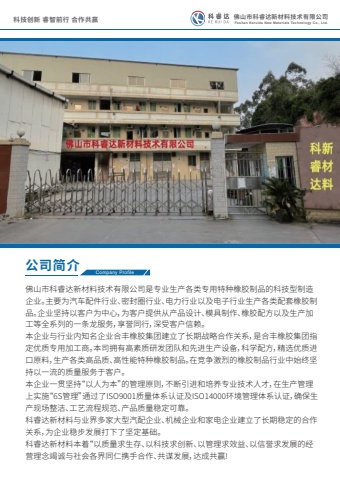 科技创新 睿智前行 合作共赢
科睿达
KE RUI DA
佛山市科睿达新材料技术有限公司
Foshan Keruida New Materials Technology Co., Ltd.
佛山市科睿达新材料技术有限公司
科新
睿材
达料
公司简介
Company Profile
佛山市科睿达新材料技术有限公司是专业生产各类专用特种橡胶制品的科技型制造
企业。主要为汽车配件行业、密封圈行业、电力行业以及电子行业生产各类配套橡胶制
品。企业坚持以客户为中心，为客户提供从产品设计、模具制作、橡胶配方以及生产加
工等全系列的一条龙服务，享誉同行，深受客户信赖。
本企业与行业内知名企业合丰橡胶集团建立了长期战略合作关系，是合丰橡胶集团指
定优质专用加工商。本司拥有高素质研发团队和先进生产设备，科学配方，精选优质进
口原料，生产各类高品质、高性能特种橡胶制品。在竞争激烈的橡胶制品行业中始终坚
持以一流的质量服务于客户。
本企业一贯坚持“以人为本”的管理原则，不断引进和培养专业技术人才，在生产管理
上实施“6S管理”通过了ISO9001质量体系认证及ISO14000环境管理体系认证，确保生
产现场整洁、工艺流程规范、产品质量稳定可靠。
科睿达新材料与业界多家大型汽配企业、机械企业和家电企业建立了长期稳定的合作
关系，为企业稳步发展打下了坚定基础。
科睿达新材料本着“以质量求生存、以科技求创新、以管理求效益、以信誉求发展的经
营理念竭诚与社会各界同仁携手合作、共谋发展，达成共赢!